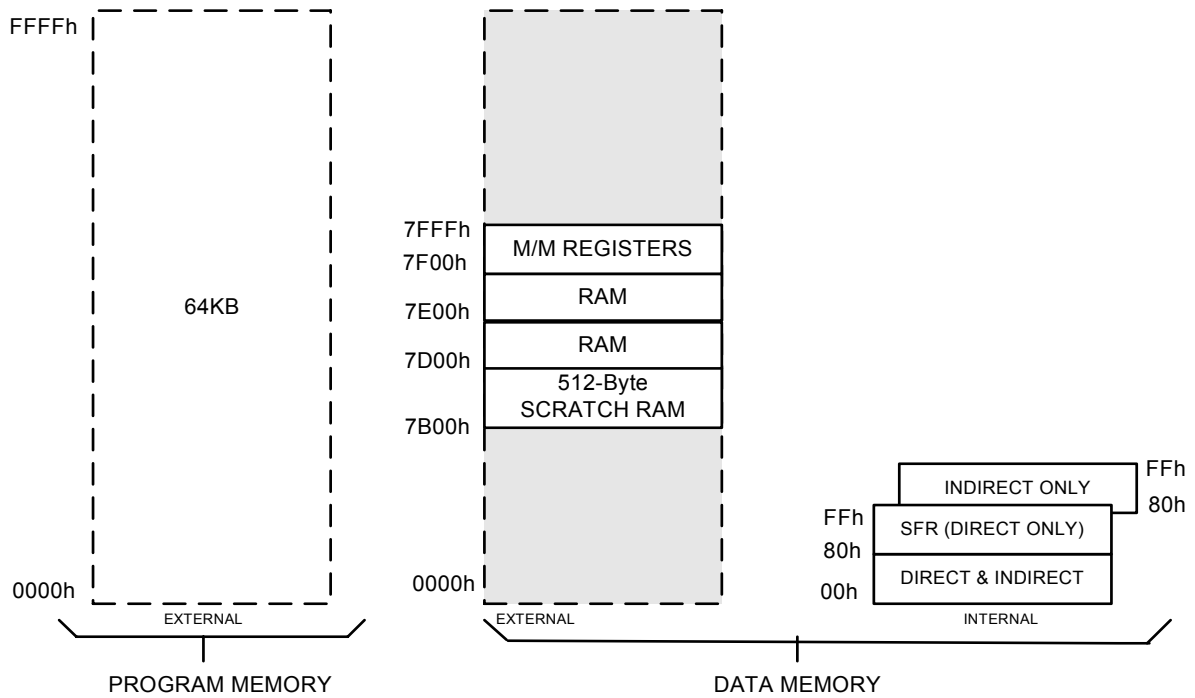 FFFFh
64KB
0000h
EXTERNAL
PROGRAM MEMORY
7FFFh
M/M REGISTERS
7F00h
RAM
7E00h
RAM
7D00h
512-Byte
SCRATCH RAM
7B00h
0000h
EXTERNAL
INDIRECT ONLY
FFh
80h
FFh
SFR (DIRECT ONLY)
80h
DIRECT & INDIRECT
00h
INTERNAL
DATA MEMORY